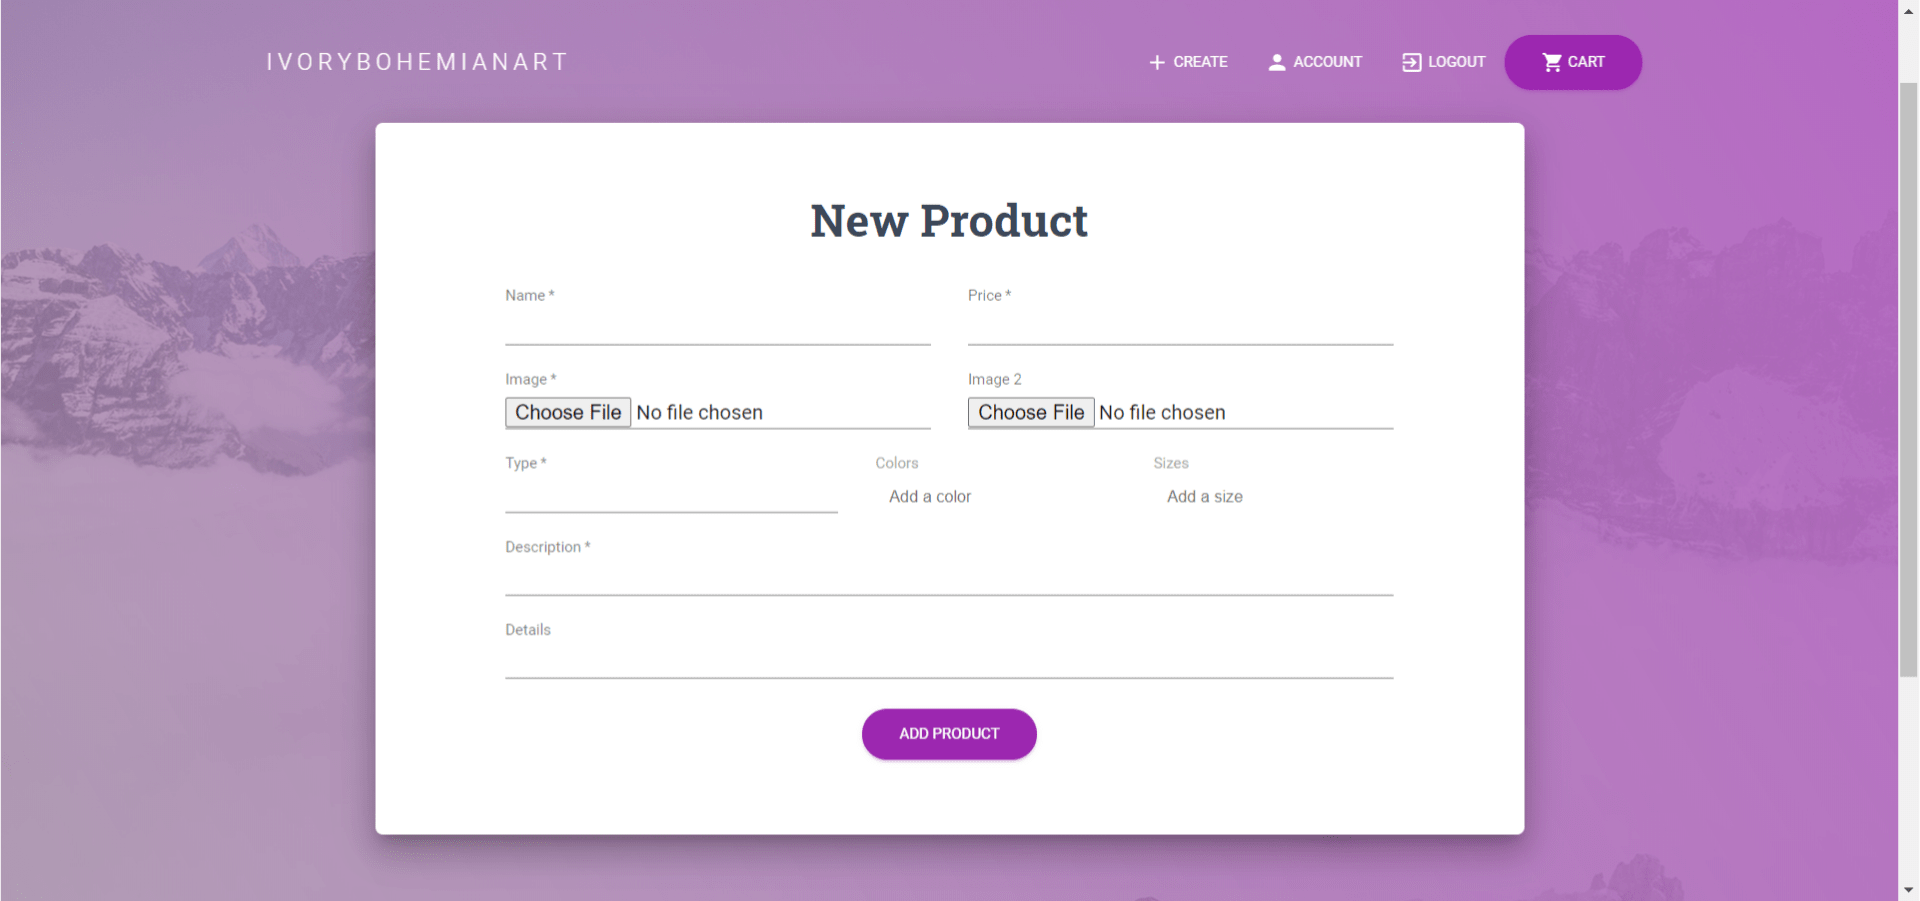 IVORYBOHEMIANART
CREATE
ACCOUNT
LOGOUT
CART
New Product
Name *
Price *
Image *
Image 2
Choose File No file chosen
Choose File No file chosen
Type *
Colors
Sizes
Add a color
Add a size
Description *
Details
ADD PRODUCT